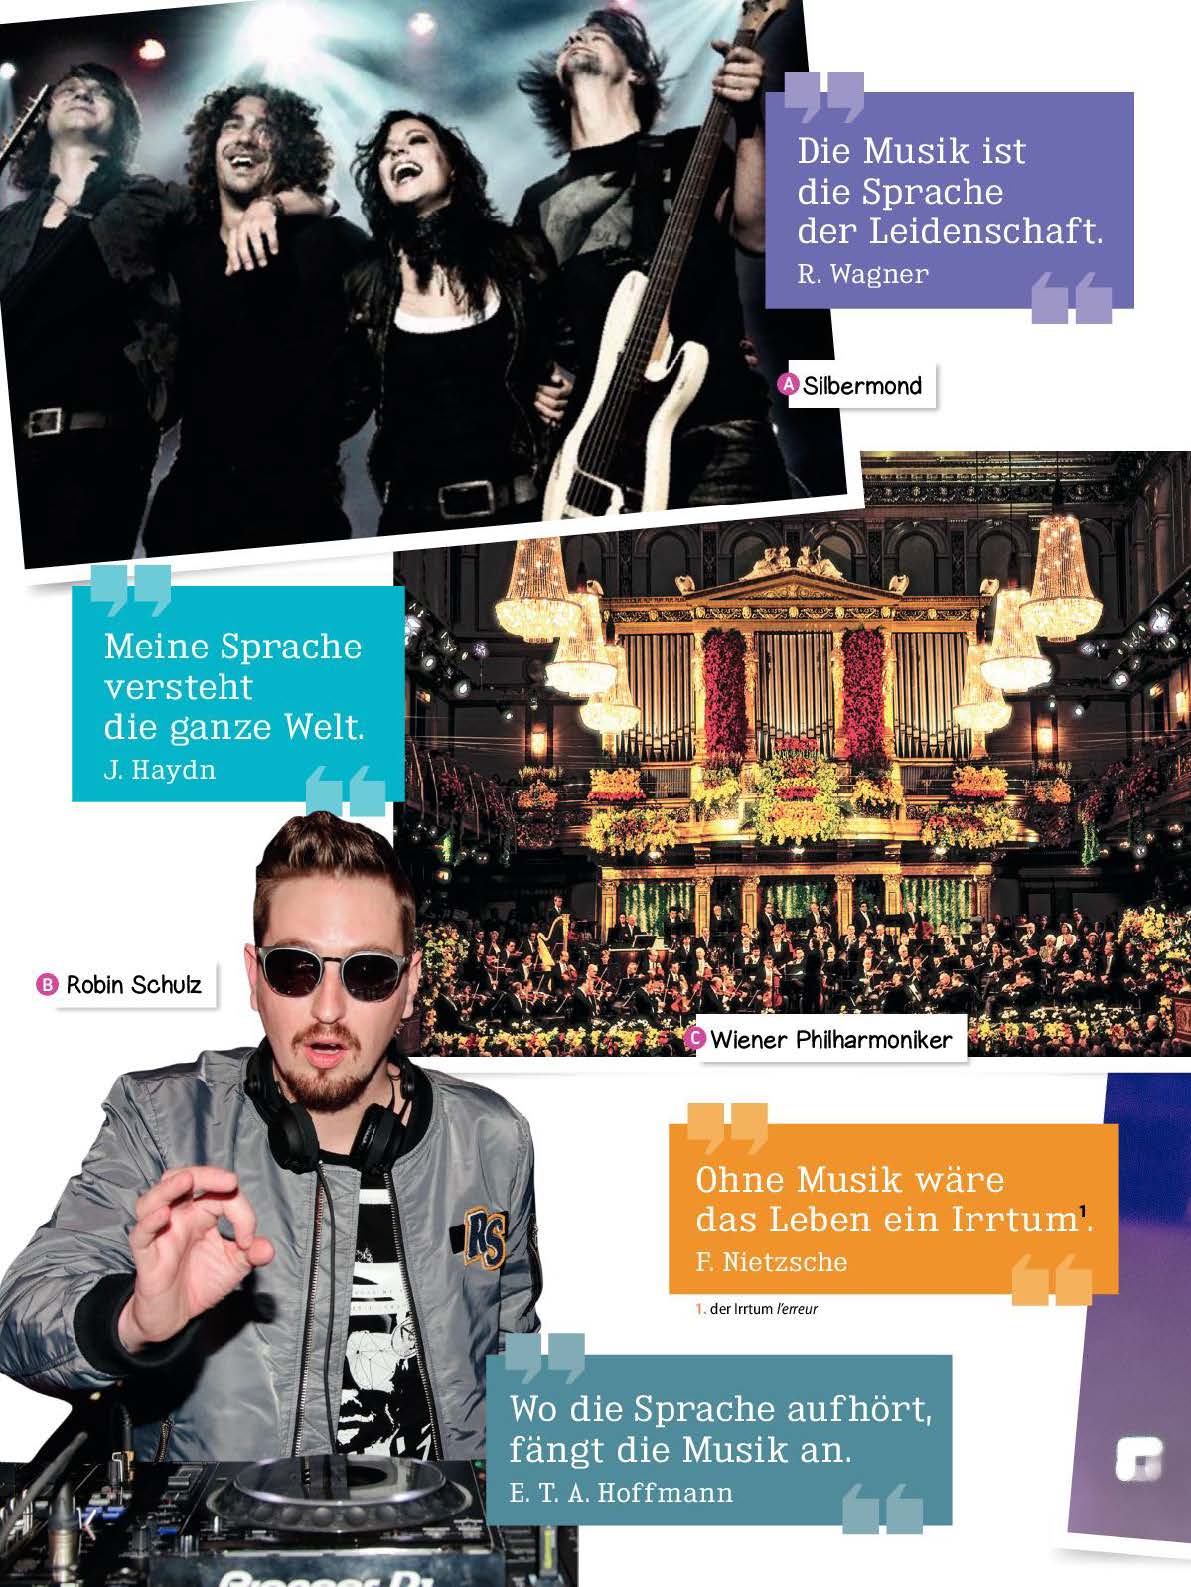 Die Musik ist
die Sprache
der Leidenschaft.
R. Wagner
A Silbermond
Meine Sprache
versteht
die ganze Welt.
J. Haydn
B Robin Schulz
C Wiener Philharmoniker
Ohne Musik wäre
das Leben ein Irrtum¹.
F. Nietzsche
1. der Irrtum l'erreur
RS
Wo die Sprache aufhört,
fängt die Musik an.
E. T. A. Hoffmann
Pioneer DJ